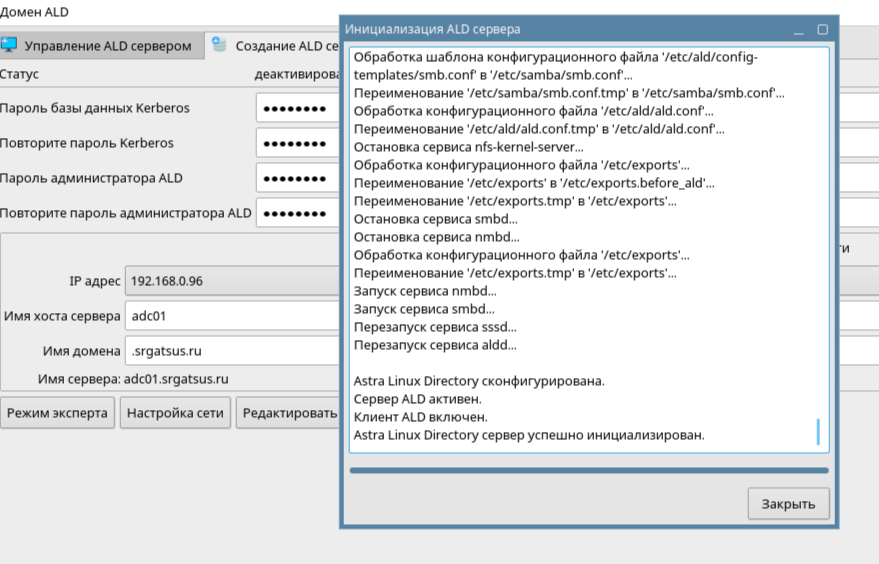 Домен ALD
Инициализация ALD сервера
Управление ALD сервером
Создание ALD се
Статус
деактивирова
Пароль базы данных Kerberos
••••••••
Повторите пароль Kerberos
••••••••
Пароль администратора ALD
••••••••
Повторите пароль администратора ALD
••••••••
ти
IP адрес
192.168.0.96
Имя хоста сервера
adc01
Имя домена
.srgatsus.ru
Имя сервера: adc01.srgatsus.ru
Режим эксперта
Настройка сети
Редактировать
Обработка шаблона конфигурационного файла '/etc/ald/config-
templates/smb.conf' в '/etc/samba/smb.conf'...
Переименование '/etc/samba/smb.conf.tmp' в '/etc/samba/smb.conf'...
Обработка конфигурационного файла '/etc/ald/ald.conf'...
Переименование '/etc/ald/ald.conf.tmp' в '/etc/ald/ald.conf'...
Остановка сервиса nfs-kernel-server...
Обработка конфигурационного файла '/etc/exports'...
Переименование '/etc/exports' в '/etc/exports.before_ald'...
Переименование '/etc/exports.tmp' в '/etc/exports'...
Остановка сервиса smbd...
Остановка сервиса nmbd...
Обработка конфигурационного файла '/etc/exports'...
Переименование '/etc/exports.tmp' в '/etc/exports'...
Запуск сервиса nmbd...
Запуск сервиса smbd...
Перезапуск сервиса sssd...
Перезапуск сервиса aldd...
Astra Linux Directory сконфигурирована.
Сервер ALD активен.
Клиент ALD включен.
Astra Linux Directory сервер успешно инициализирован.
Закрыть